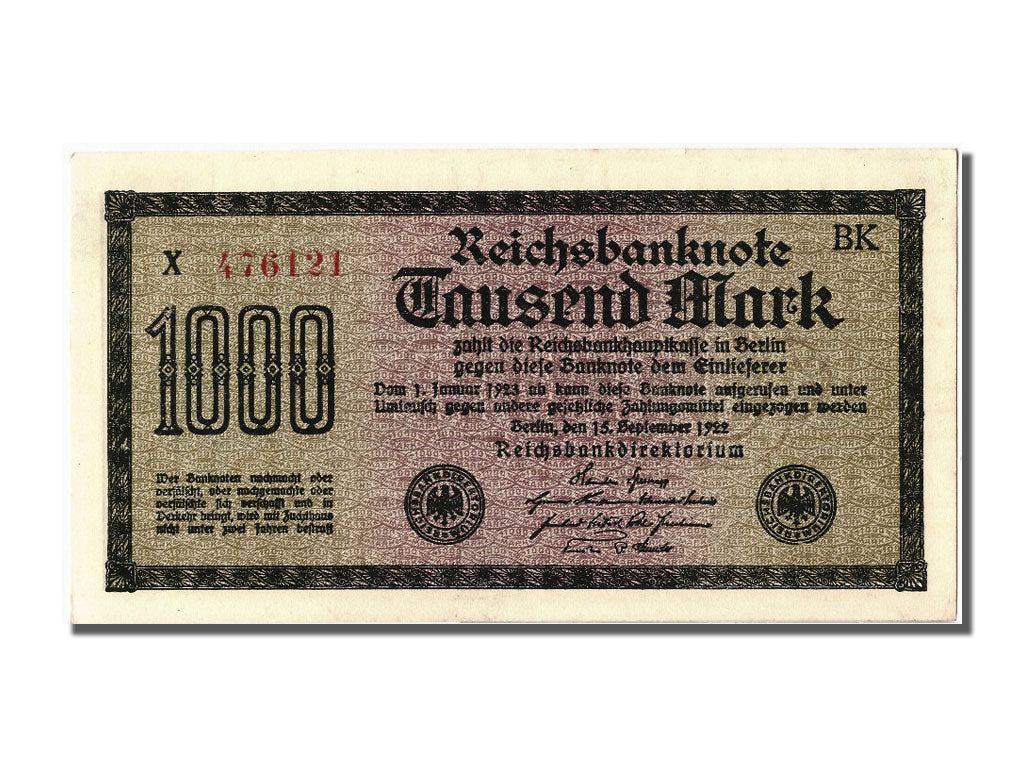 X 476121
BK
Reichsbanknote
Tausend Mark
1000
zahlt die Reichsbankhauptkasse in Berlin
gegen diese Banknote dem Einlieferer
Vom 1. Januar 1923 ab kann diese Banknote aufgerufen und unter
Umtausch gegen andere gesetzliche Zahlungsmittel eingezogen werden
Berlin, den 15. September 1922
Reichsbankdirektorium
Wer Banknoten nachmacht oder
verfälscht, oder nachgemachte oder
verfälschte sich verschafft und in
Verkehr bringt, wird mit Zuchthaus
nicht unter zwei Jahren bestraft
REICHSBANKDIREKTORIUM
REICHSBANKDIREKTORIUM